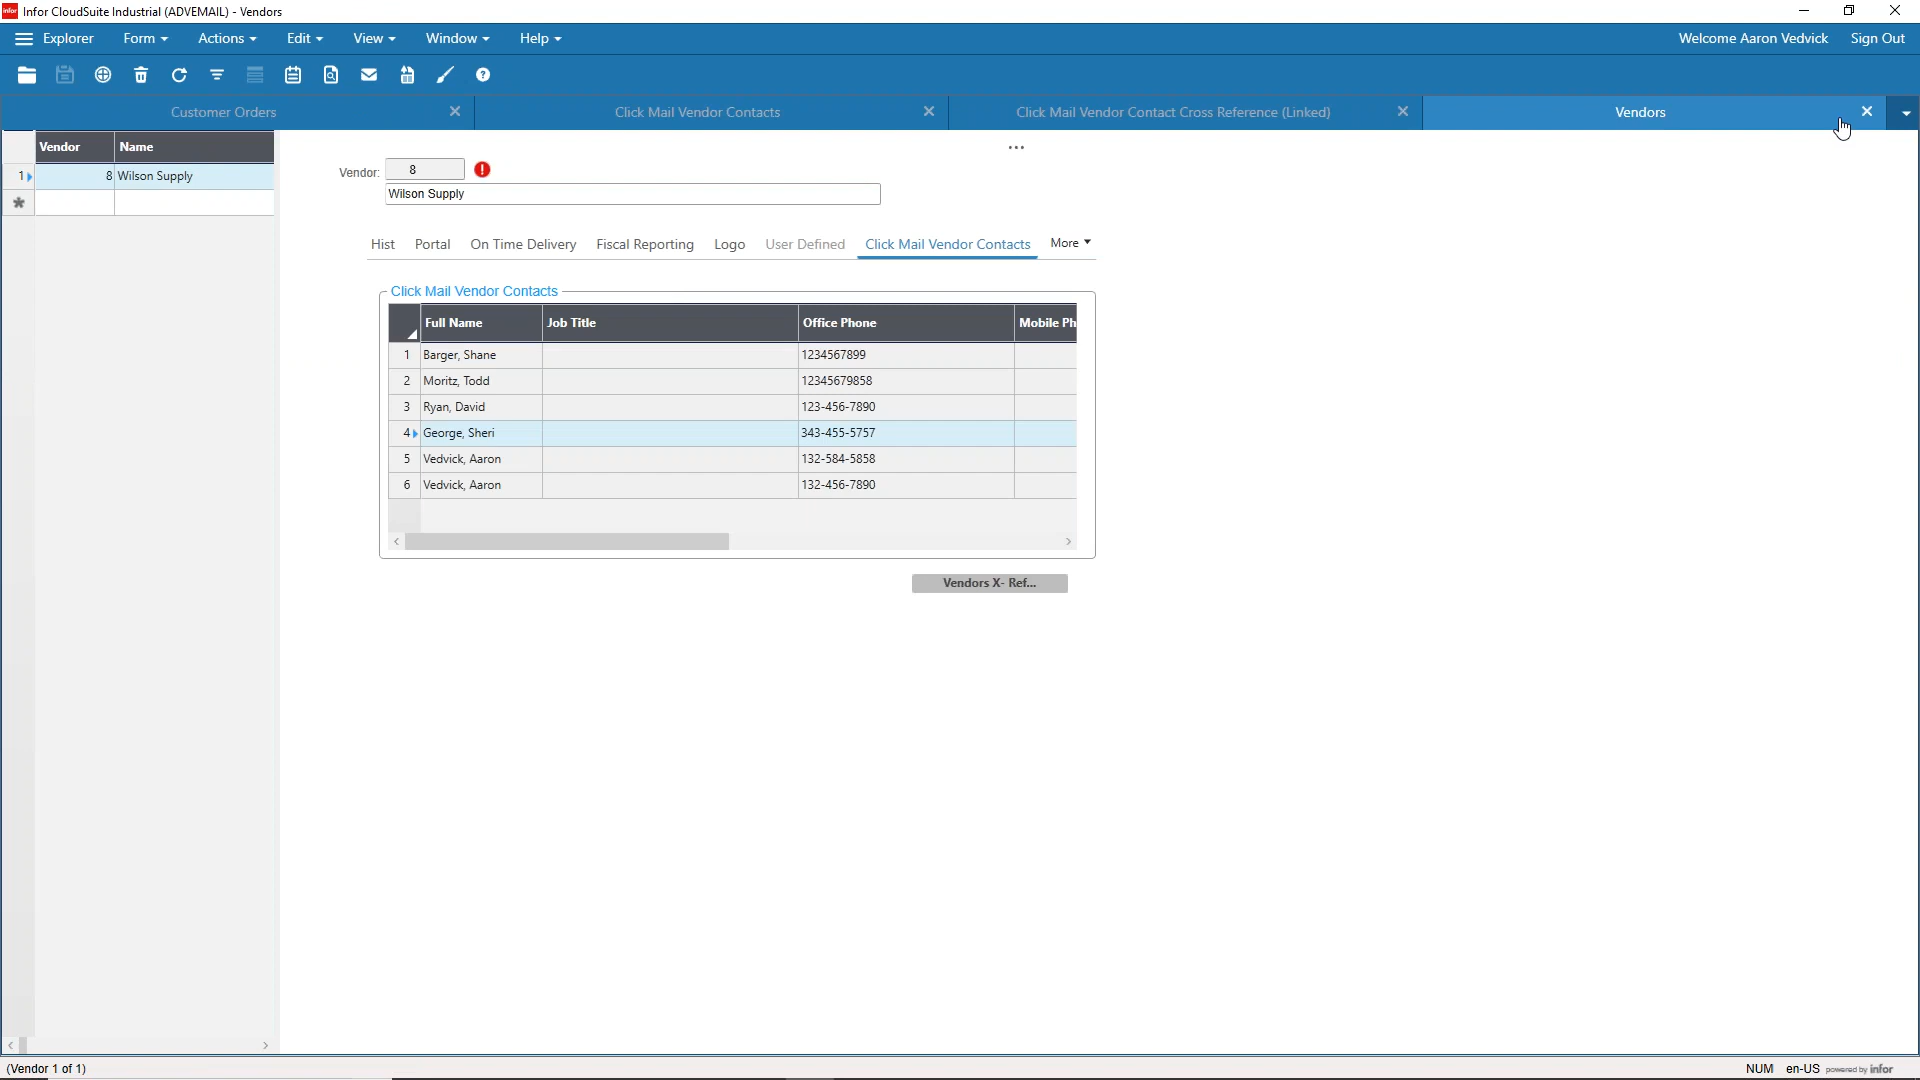 infor Infor CloudSuite Industrial (ADVEMAIL) - Vendors
Explorer Form Actions Edit View Window Help Welcome Aaron Vedvick Sign Out
Customer Orders Click Mail Vendor Contacts Click Mail Vendor Contact Cross Reference (Linked) Vendors
Vendor Name
1 8 Wilson Supply
Vendor: 8
Wilson Supply
Hist Portal On Time Delivery Fiscal Reporting Logo User Defined Click Mail Vendor Contacts More
Click Mail Vendor Contacts
Full Name Job Title Office Phone Mobile Ph
1 Barger, Shane 1234567899
2 Moritz, Todd 12345679858
3 Ryan, David 123-456-7890
4 George, Sheri 343-455-5757
5 Vedvick, Aaron 132-584-5858
6 Vedvick, Aaron 132-456-7890
Vendors X- Ref...
(Vendor 1 of 1) NUM en-US powered by infor